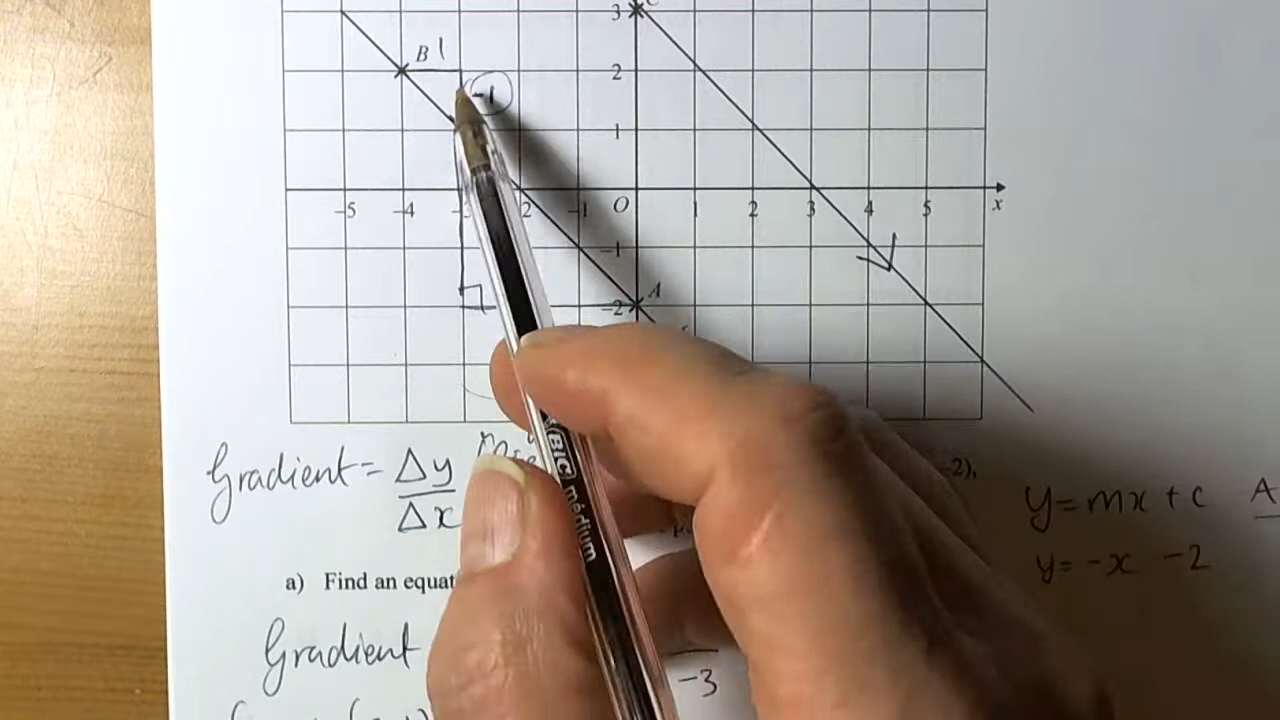 3
B 1
2
-1
1
-5 -4 2 -1 O 1 2 3 4 5 x
-1
-2 A
Gradient = Δy
Δx
-2),
y = mx + c A
y = -x -2
BIC medium
a) Find an equat
Gradient
-3